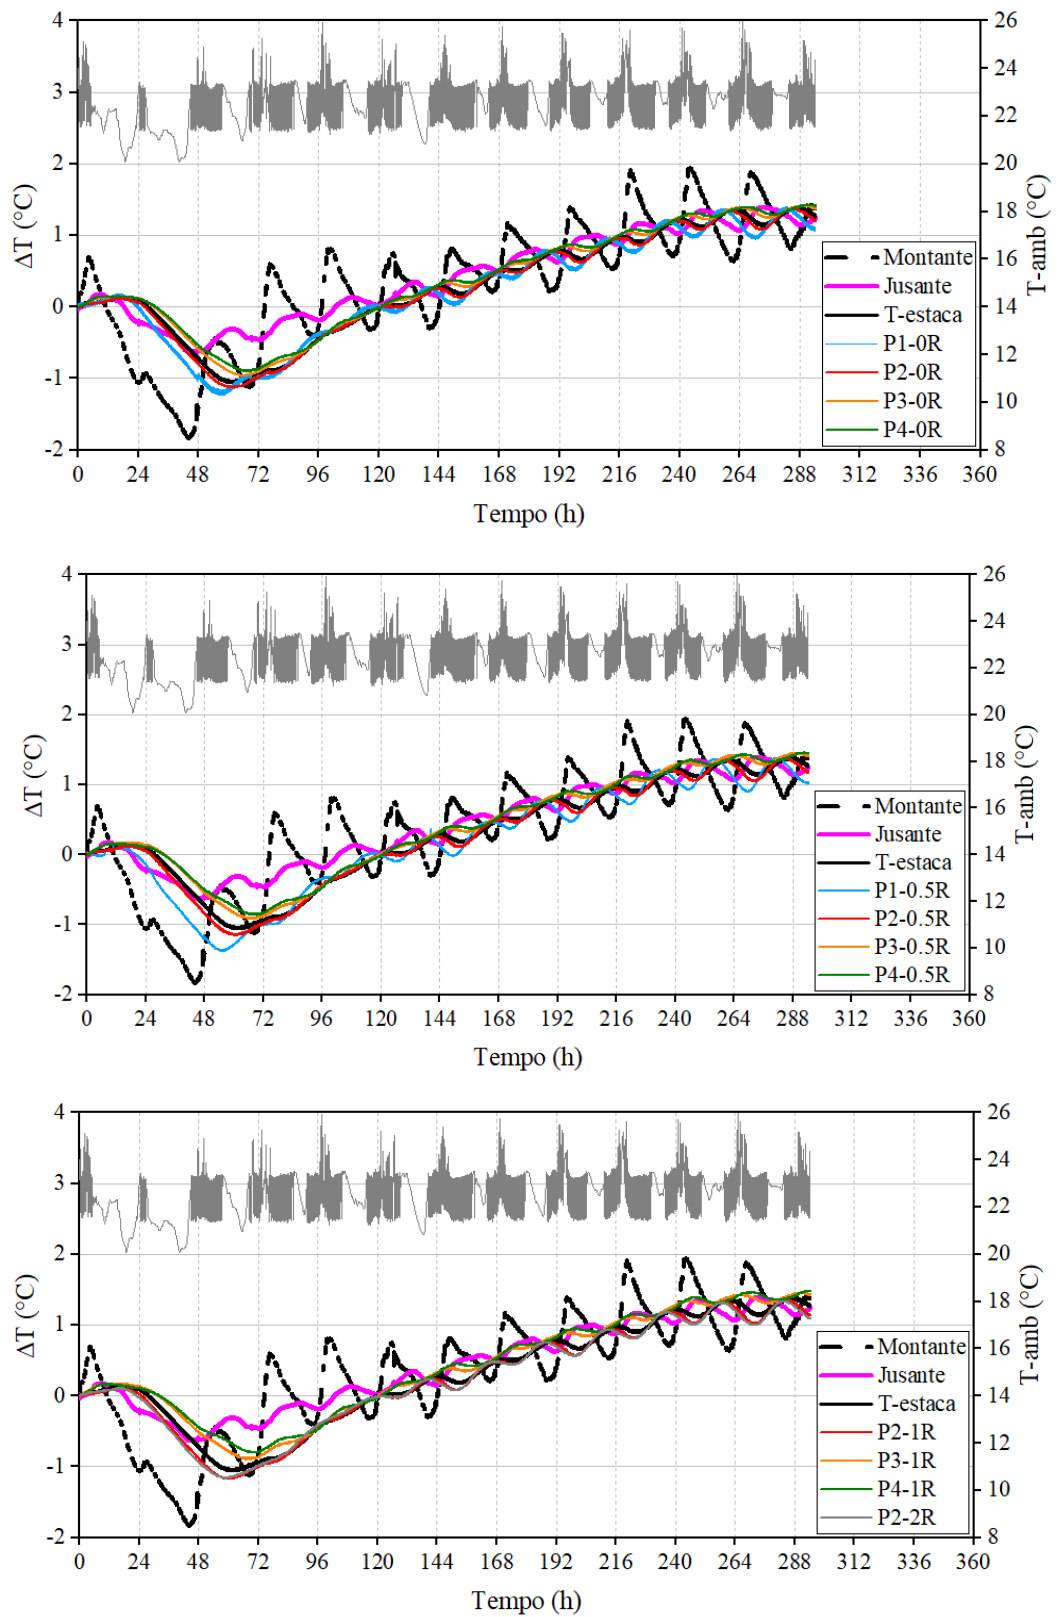 4
3
2
1
0
-1
-2
ΔT (°C)
26
24
22
20
18
16
14
12
10
8
T-amb (°C)
Montante
Jusante
T-estaca
P1-0R
P2-0R
P3-0R
P4-0R
0 24 48 72 96 120 144 168 192 216 240 264 288 312 336 360
Tempo (h)
4
3
2
1
0
-1
-2
ΔT (°C)
26
24
22
20
18
16
14
12
10
8
T-amb (°C)
Montante
Jusante
T-estaca
P1-0.5R
P2-0.5R
P3-0.5R
P4-0.5R
0 24 48 72 96 120 144 168 192 216 240 264 288 312 336 360
Tempo (h)
4
3
2
1
0
-1
-2
ΔT (°C)
26
24
22
20
18
16
14
12
10
8
T-amb (°C)
Montante
Jusante
T-estaca
P2-1R
P3-1R
P4-1R
P2-2R
0 24 48 72 96 120 144 168 192 216 240 264 288 312 336 360
Tempo (h)